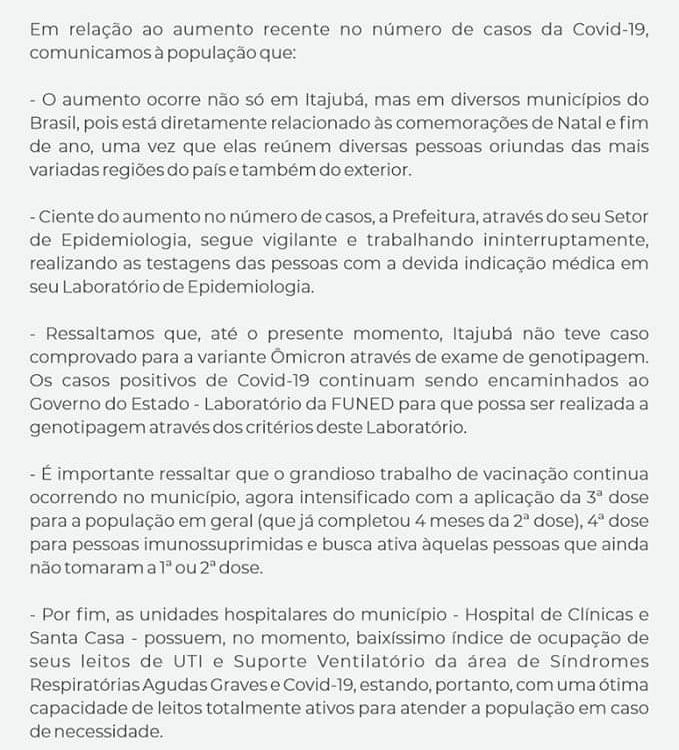 Em relação ao aumento recente no número de casos da Covid-19,
comunicamos à população que:
- O aumento ocorre não só em Itajubá, mas em diversos municípios do
Brasil, pois está diretamente relacionado às comemorações de Natal e fim
de ano, uma vez que elas reúnem diversas pessoas oriundas das mais
variadas regiões do país e também do exterior.
- Ciente do aumento no número de casos, a Prefeitura, através do seu Setor
de Epidemiologia, segue vigilante e trabalhando ininterruptamente,
realizando as testagens das pessoas com a devida indicação médica em
seu Laboratório de Epidemiologia.
- Ressaltamos que, até o presente momento, Itajubá não teve caso
comprovado para a variante Ômicron através de exame de genotipagem.
Os casos positivos de Covid-19 continuam sendo encaminhados ao
Governo do Estado - Laboratório da FUNED para que possa ser realizada a
genotipagem através dos critérios deste Laboratório.
- É importante ressaltar que o grandioso trabalho de vacinação continua
ocorrendo no município, agora intensificado com a aplicação da 3ª dose
para a população em geral (que já completou 4 meses da 2ª dose), 4ª dose
para pessoas imunossuprimidas e busca ativa àquelas pessoas que ainda
não tomaram a 1ª ou 2ª dose.
- Por fim, as unidades hospitalares do município - Hospital de Clínicas e
Santa Casa - possuem, no momento, baixíssimo índice de ocupação de
seus leitos de UTI e Suporte Ventilatório da área de Síndromes
Respiratórias Agudas Graves e Covid-19, estando, portanto, com uma ótima
capacidade de leitos totalmente ativos para atender a população em caso
de necessidade.